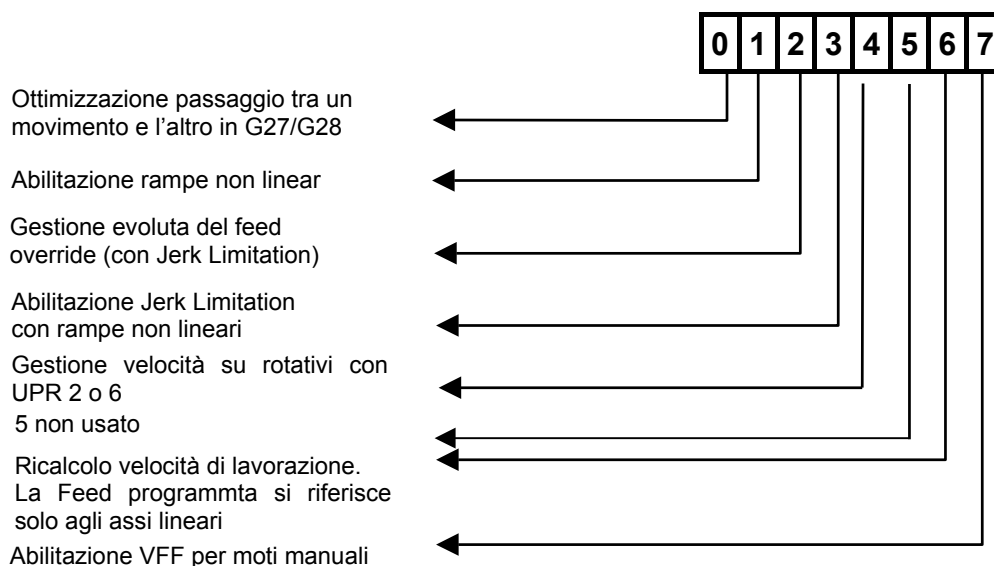 0 1 2 3 4 5 6 7
Ottimizzazione passaggio tra un
movimento e l'altro in G27/G28
Abilitazione rampe non linear
Gestione evoluta del feed
override (con Jerk Limitation)
Abilitazione Jerk Limitation
con rampe non lineari
Gestione velocità su rotativi con
UPR 2 o 6
5 non usato
Ricalcolo velocità di lavorazione.
La Feed programmta si riferisce
solo agli assi lineari
Abilitazione VFF per moti manuali